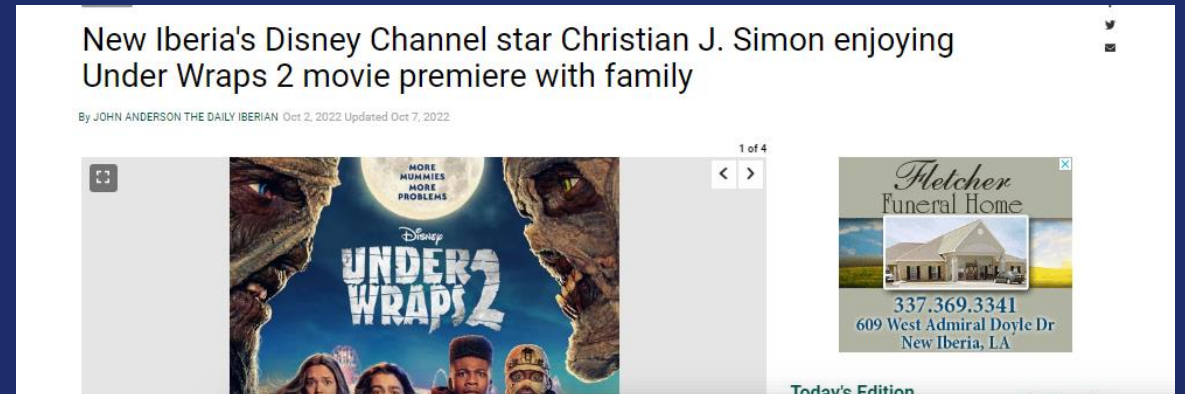 New Iberia's Disney Channel star Christian J. Simon enjoying
Under Wraps 2 movie premiere with family
By JOHN ANDERSON THE DAILY IBERIAN Oct 2, 2022 Updated Oct 7, 2022
1 of 4
MORE
MUMMIES
MORE
PROBLEMS
Disney
UNDER
WRAPS 2
Fletcher
Funeral Home
337.369.3341
609 West Admiral Doyle Dr
New Iberia, LA
Today's Edition